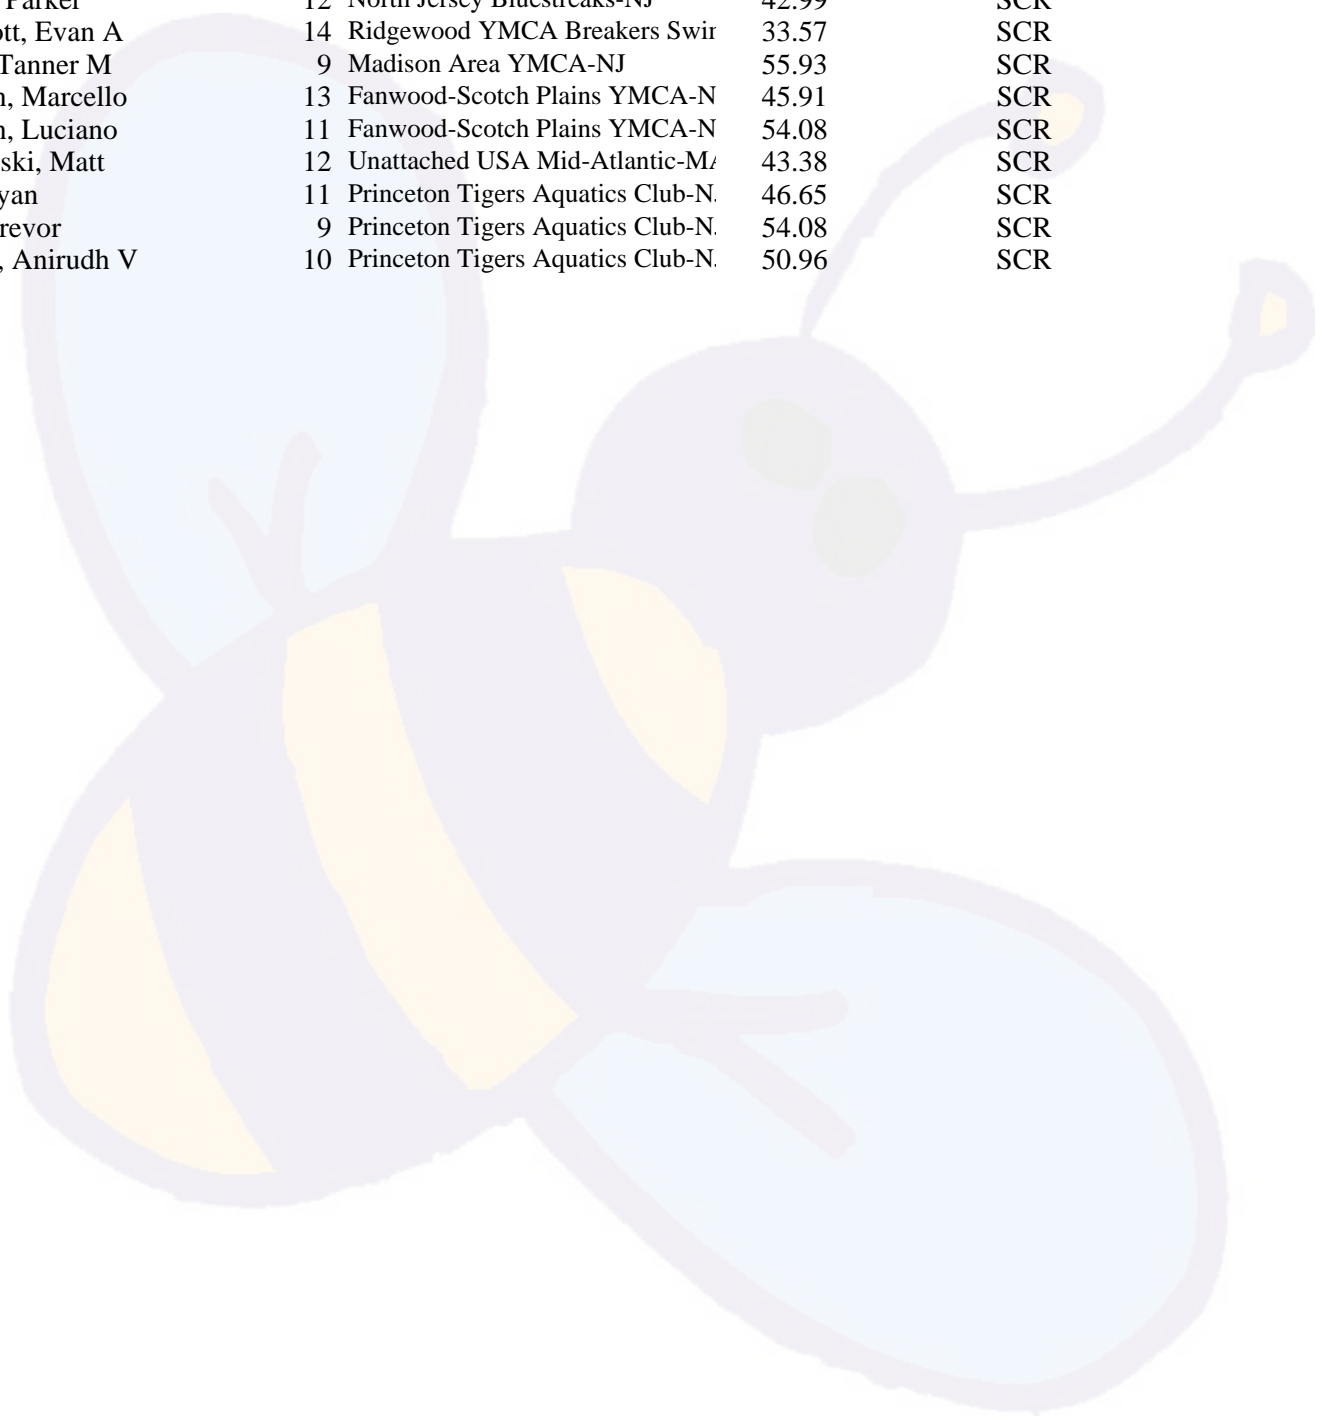 Parker 12 North Jersey Bluestreaks-NJ 42.99 SCR
ott, Evan A 14 Ridgewood YMCA Breakers Swir 33.57 SCR
Tanner M 9 Madison Area YMCA-NJ 55.93 SCR
n, Marcello 13 Fanwood-Scotch Plains YMCA-N 45.91 SCR
n, Luciano 11 Fanwood-Scotch Plains YMCA-N 54.08 SCR
ski, Matt 12 Unattached USA Mid-Atlantic-MA 43.38 SCR
yan 11 Princeton Tigers Aquatics Club-N. 46.65 SCR
revor 9 Princeton Tigers Aquatics Club-N. 54.08 SCR
, Anirudh V 10 Princeton Tigers Aquatics Club-N. 50.96 SCR